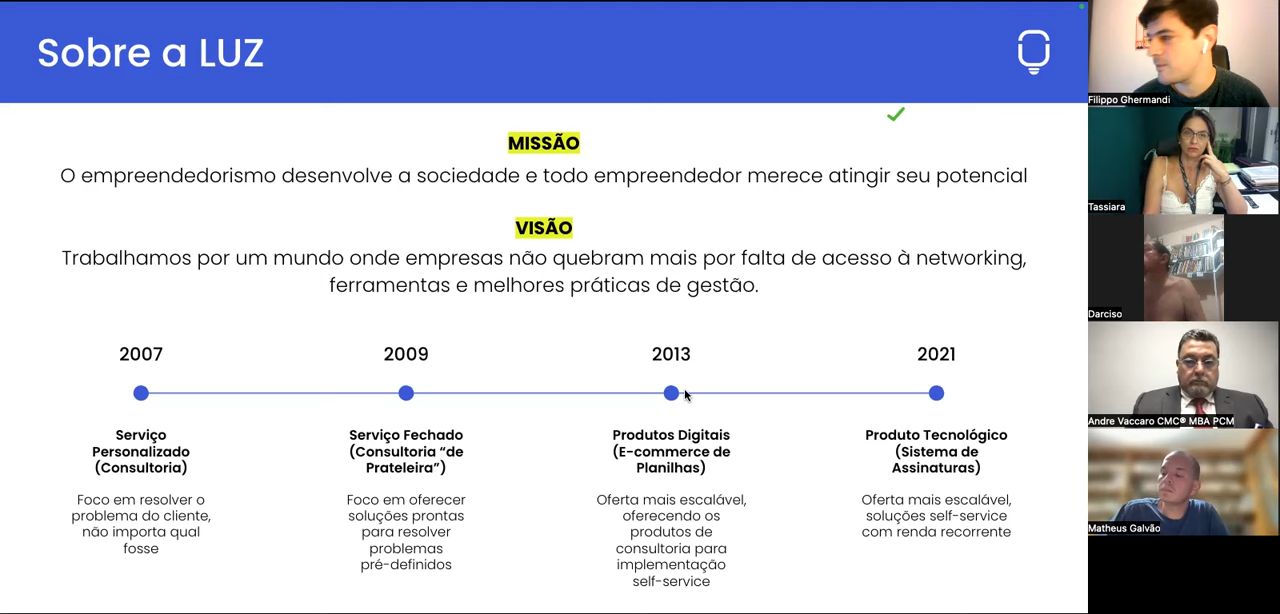 Sobre a LUZ
MISSÃO
O empreendedorismo desenvolve a sociedade e todo empreendedor merece atingir seu potencial
VISÃO
Trabalhamos por um mundo onde empresas não quebram mais por falta de acesso à networking,
ferramentas e melhores práticas de gestão.
2007
Serviço
Personalizado
(Consultoria)
Foco em resolver o
problema do cliente,
não importa qual
fosse
2009
Serviço Fechado
(Consultoria “de
Prateleira”)
Foco em oferecer
soluções prontas
para resolver
problemas
pré-definidos
2013
Produtos Digitais
(E-commerce de
Planilhas)
Oferta mais escalável,
oferecendo os
produtos de
consultoria para
implementação
self-service
2021
Produto Tecnológico
(Sistema de
Assinaturas)
Oferta mais escalável,
soluções self-service
com renda recorrente
Filippo Ghermandi
Tassiara
Darciso
Andre Vaccaro CMC® MBA PCM
Matheus Galvão